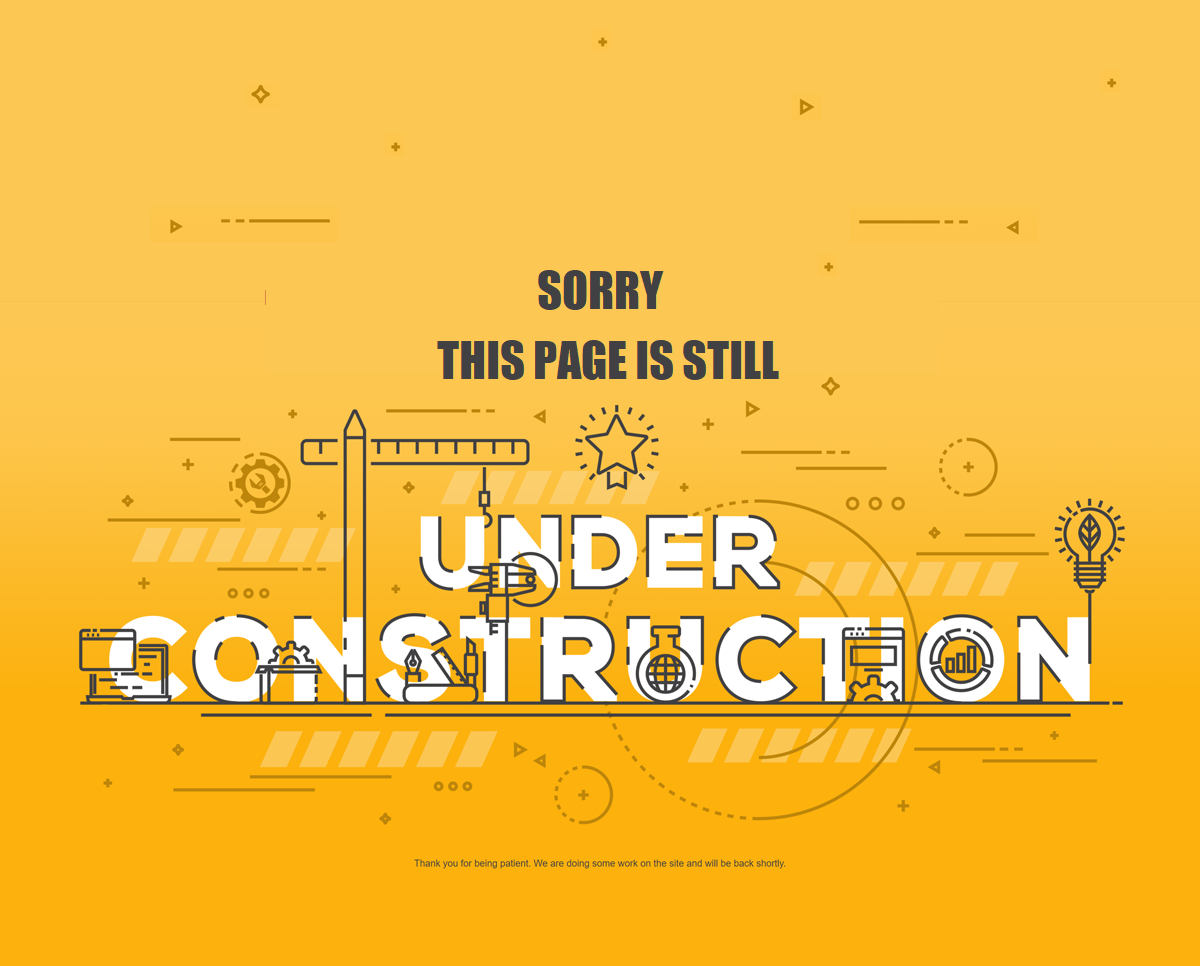 SORRY
THIS PAGE IS STILL
UNDER
CONSTRUCTION
Thank you for being patient. We are doing some work on the site and will be back shortly.